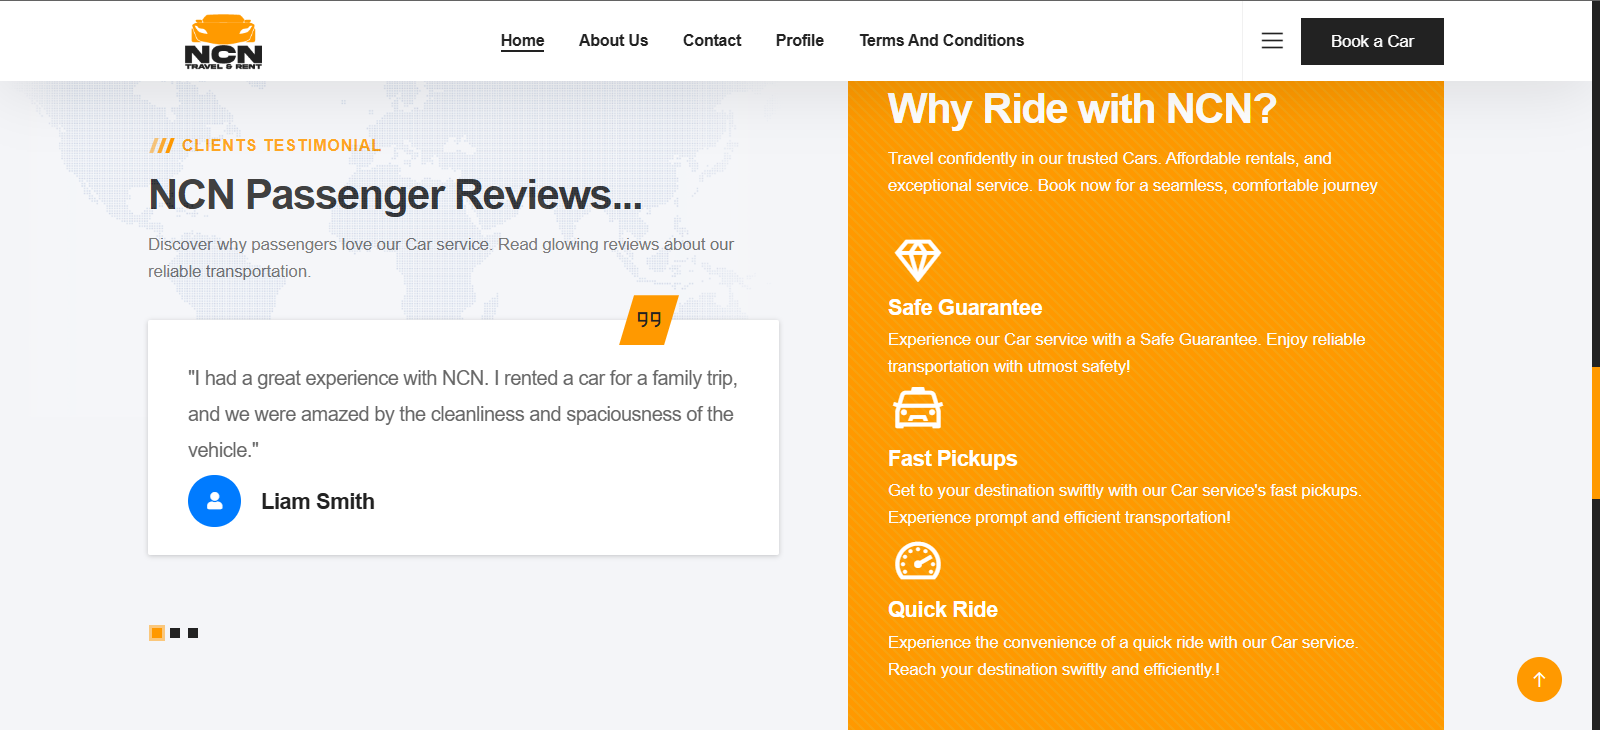 NCN
TRAVEL & RENT
Home
About Us
Contact
Profile
Terms And Conditions
Book a Car
CLIENTS TESTIMONIAL
NCN Passenger Reviews...
Discover why passengers love our Car service. Read glowing reviews about our
reliable transportation.
"I had a great experience with NCN. I rented a car for a family trip,
and we were amazed by the cleanliness and spaciousness of the
vehicle."
Liam Smith
Why Ride with NCN?
Travel confidently in our trusted Cars. Affordable rentals, and
exceptional service. Book now for a seamless, comfortable journey
Safe Guarantee
Experience our Car service with a Safe Guarantee. Enjoy reliable
transportation with utmost safety!
Fast Pickups
Get to your destination swiftly with our Car service's fast pickups.
Experience prompt and efficient transportation!
Quick Ride
Experience the convenience of a quick ride with our Car service.
Reach your destination swiftly and efficiently.!